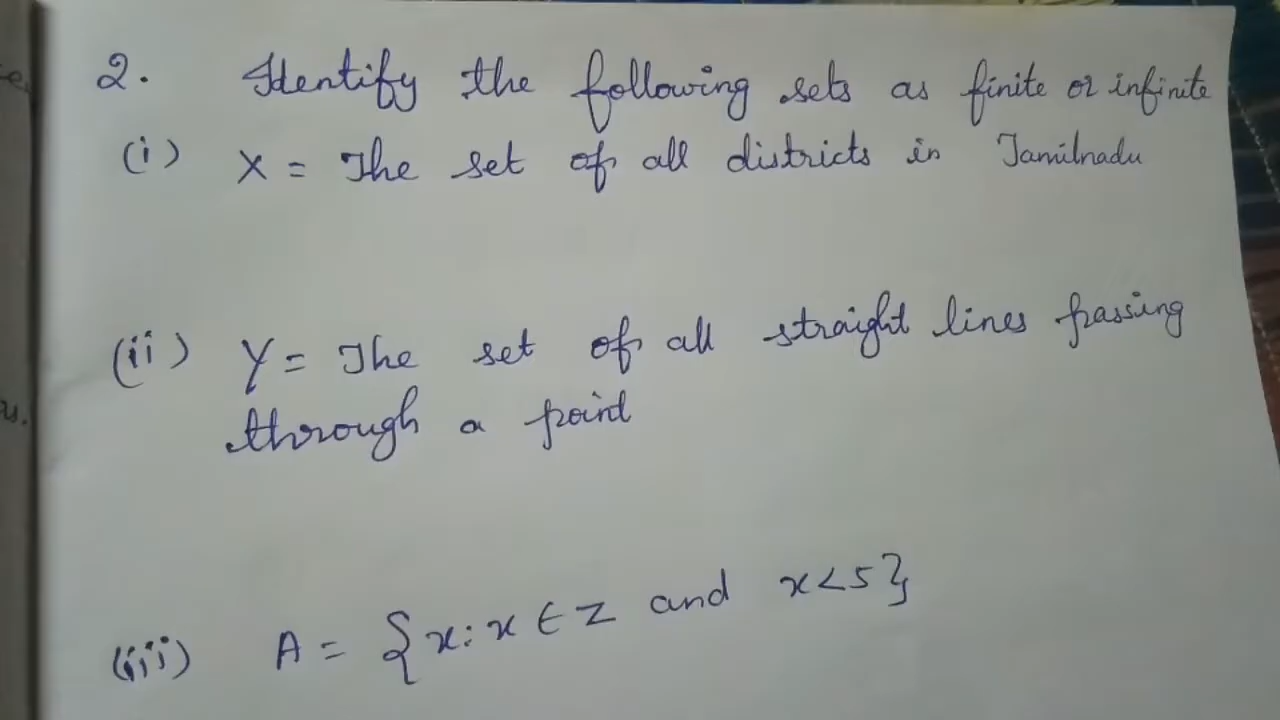 2. Identify the following sets as finite or infinite
(i) X = The set of all districts in Tamilnadu
(ii) Y = The set of all straight lines passing
through a point
(iii) A = {x : x ∈ Z and x < 5}